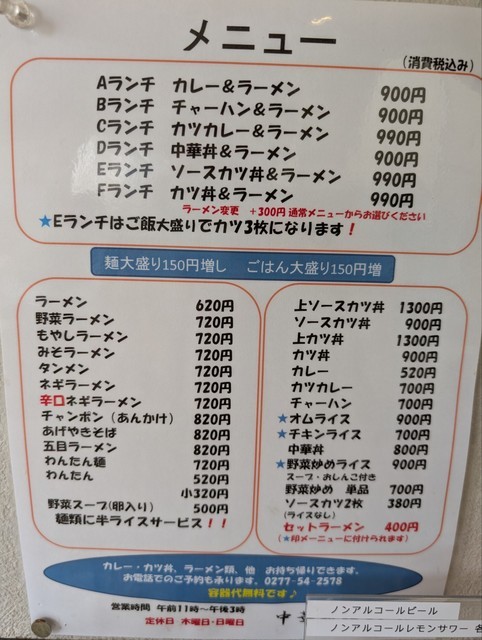 メニュー
(消費税込み)
Aランチ カレー&ラーメン 900円
Bランチ チャーハン&ラーメン 900円
Cランチ カツカレー&ラーメン 990円
Dランチ 中華丼&ラーメン 900円
Eランチ ソースカツ丼&ラーメン 990円
Fランチ カツ丼&ラーメン 990円
ラーメン変更 +300円 通常メニューからお選びください
★Eランチはご飯大盛りでカツ3枚になります!
麺大盛り150円増し ごはん大盛り150円増
ラーメン 620円
野菜ラーメン 720円
もやしラーメン 720円
みそラーメン 720円
タンメン 720円
ネギラーメン 720円
辛口ネギラーメン 720円
チャンポン(あんかけ) 820円
あげやきそば 820円
五目ラーメン 820円
わんたん麺 720円
わんたん 520円
小320円
野菜スープ(卵入り) 500円
麺類に半ライスサービス!!
上ソースカツ丼 1300円
ソースカツ丼 900円
上カツ丼 1300円
カツ丼 900円
カレー 520円
カツカレー 700円
チャーハン 700円
★オムライス 900円
★チキンライス 700円
中華丼 800円
★野菜炒めライス 900円
スープ・おしんこ付き
野菜炒め 単品 700円
ソースカツ2枚 380円
(ライスなし)
セットラーメン 400円
(★印メニューに付けられます)
カレー・カツ丼、ラーメン類、他 お持ち帰りできます。
お電話でのご予約も承ります。0277-54-2578
容器代無料です♪
営業時間 午前11時~午後3時
定休日・水曜日・日曜日
中
ノンアルコールビール
ノンアルコールレモンサワー 各